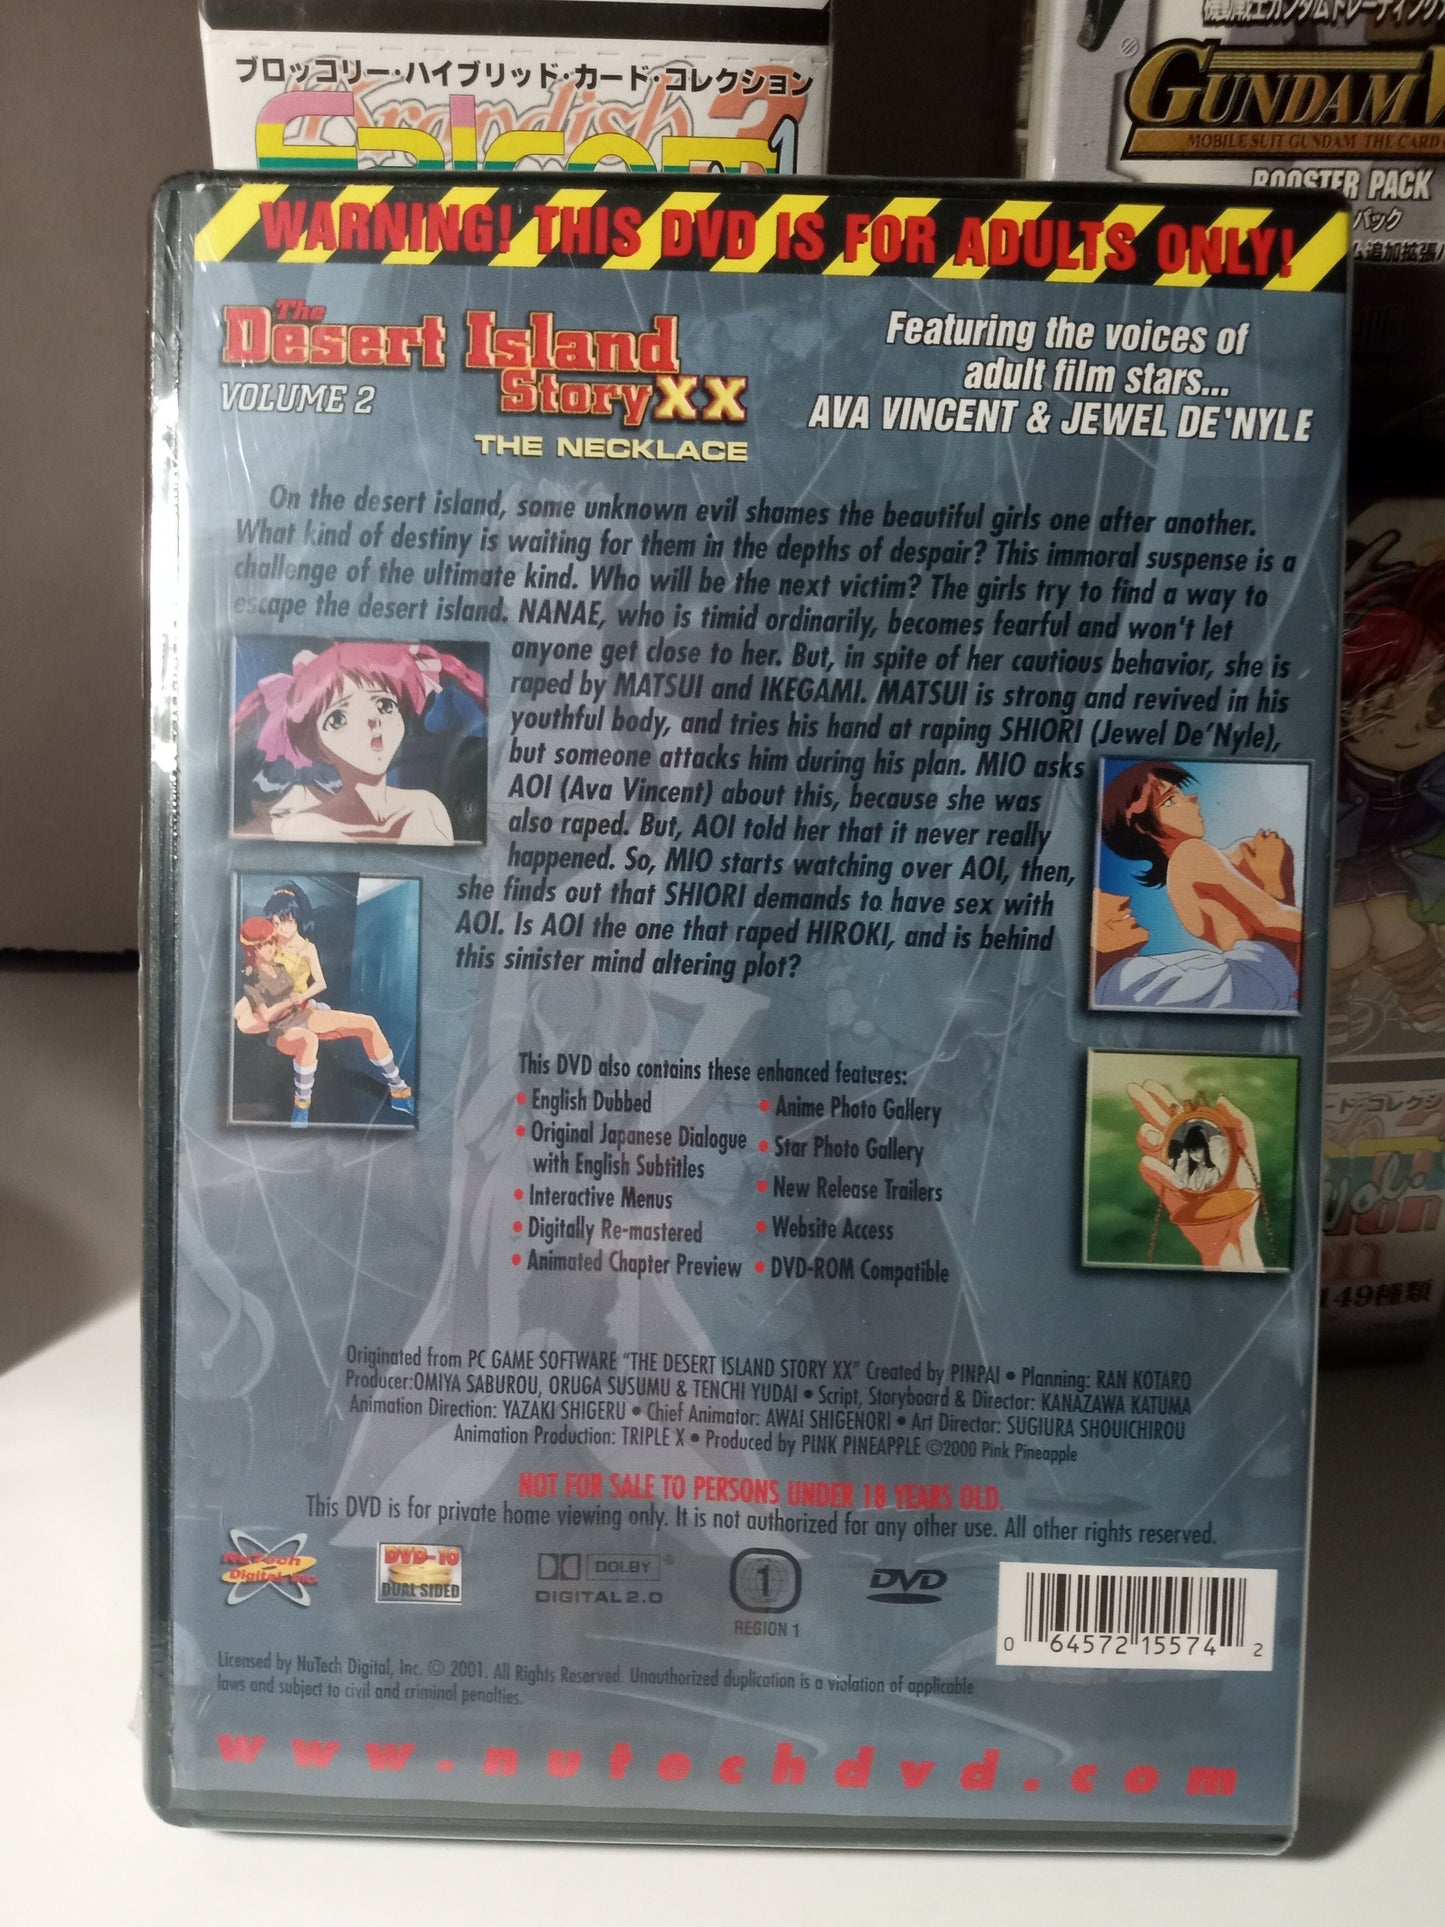 ブロッコリー・ハイブリッド・カード・コレクション
Falcom
GUNDAM
MOBILE SUIT GUNDAM THE CARD
BOOSTER PACK
パック
WARNING! THIS DVD IS FOR ADULTS ONLY!
The
Desert Island
Story XX
VOLUME 2
THE NECKLACE
Featuring the voices of
adult film stars...
AVA VINCENT & JEWEL DE'NYLE
On the desert island, some unknown evil shames the beautiful girls one after another.
What kind of destiny is waiting for them in the depths of despair? This immoral suspense is a
challenge of the ultimate kind. Who will be the next victim? The girls try to find a way to
escape the desert island. NANAE, who is timid ordinarily, becomes fearful and won't let
anyone get close to her. But, in spite of her cautious behavior, she is
raped by MATSUI and IKEGAMI. MATSUI is strong and revived in his
youthful body, and tries his hand at raping SHIORI (Jewel De'Nyle),
but someone attacks him during his plan. MIO asks
AOI (Ava Vincent) about this, because she was
also raped. But, AOI told her that it never really
happened. So, MIO starts watching over AOI, then,
she finds out that SHIORI demands to have sex with
AOI. Is AOI the one that raped HIROKI, and is behind
this sinister mind altering plot?
This DVD also contains these enhanced features:
• English Dubbed
• Original Japanese Dialogue
with English Subtitles
• Interactive Menus
• Digitally Re-mastered
• Animated Chapter Preview
• Anime Photo Gallery
• Star Photo Gallery
• New Release Trailers
• Website Access
• DVD-ROM Compatible
149種類
Originated from PC GAME SOFTWARE "THE DESERT ISLAND STORY XX" Created by PINPAI • Planning: RAN KOTARO
Producer:OMIYA SABUROU, ORUGA SUSUMU & TENCHI YUDAI • Script, Storyboard & Director: KANAZAWA KATUMA
Animation Direction: YAZAKI SHIGERU • Chief Animator: AWAI SHIGENORI • Art Director: SUGIURA SHOUICHIROU
Animation Production: TRIPLE X • Produced by PINK PINEAPPLE ©2000 Pink Pineapple
NOT FOR SALE TO PERSONS UNDER 18 YEARS OLD.
This DVD is for private home viewing only. It is not authorized for any other use. All other rights reserved.
NuTech
Digital, Inc.
DVD-10
DUAL SIDED
DOLBY
DIGITAL 2.0
1
REGION 1
DVD
0 64572 15574 2
Licensed by NuTech Digital, Inc. © 2001. All Rights Reserved. Unauthorized duplication is a violation of applicable
laws and subject to civil and criminal penalties.
www.nutechdvd.com